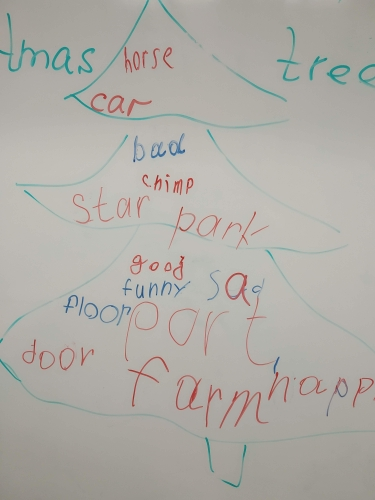 tmas horse tree
car
bad
chimp
star park
good
funny sad
floor port
door farm happ